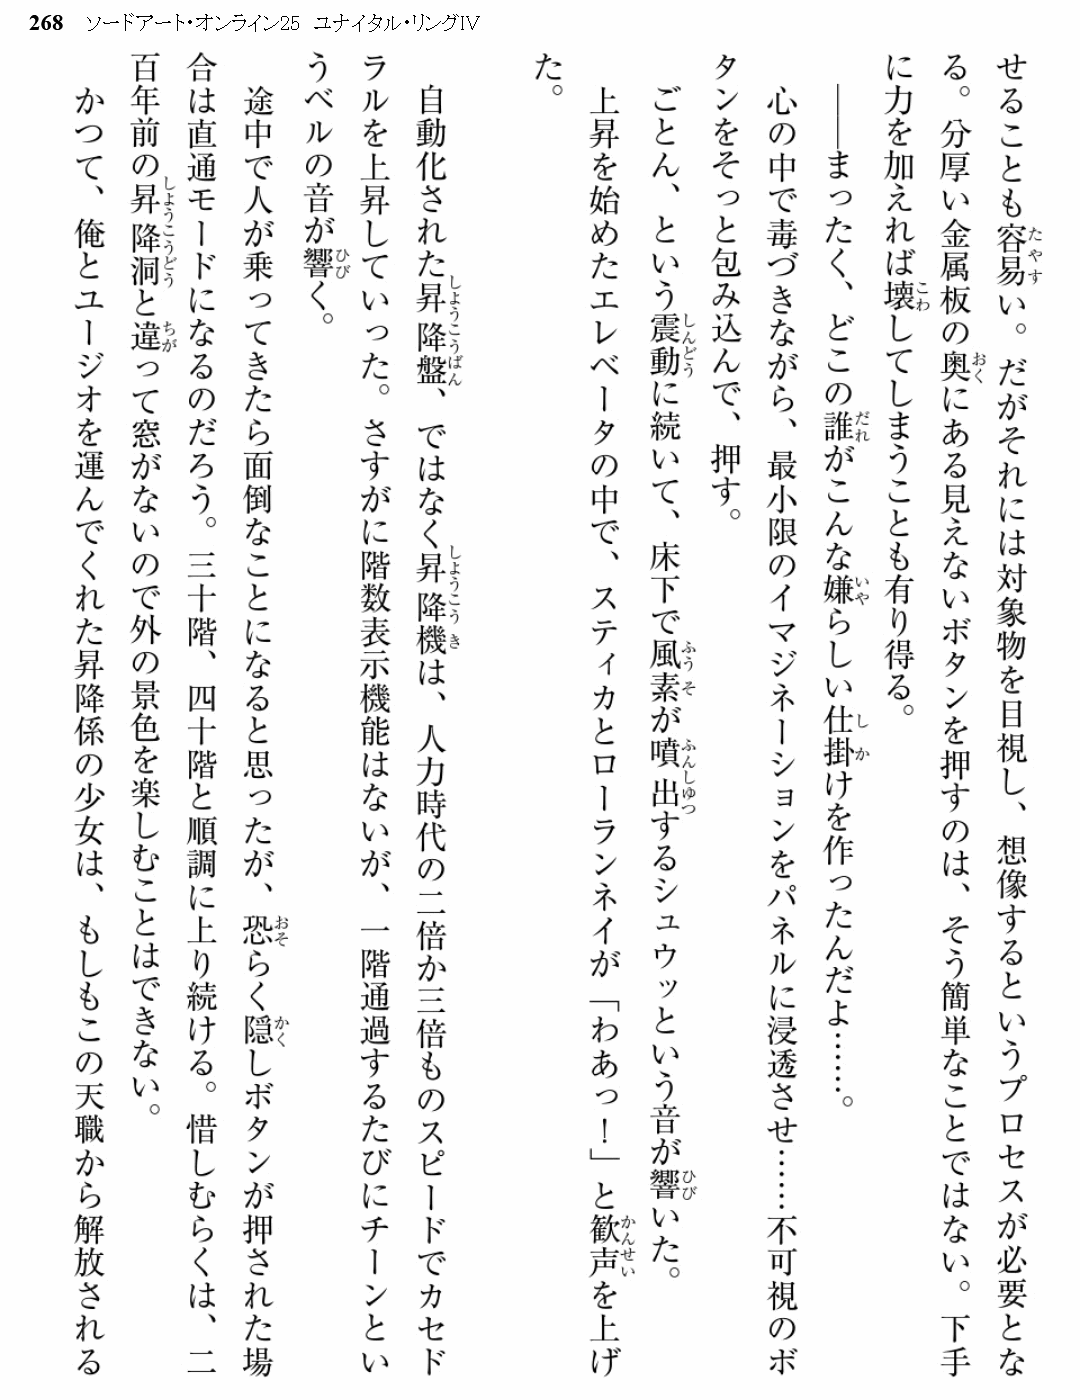 268　ソードアート・オンライン25　ユナイタル・リングⅣ
せることも容易い。だがそれには対象物を目視し、想像するというプロセスが必要とな
る。分厚い金属板の奥にある見えないボタンを押すのは、そう簡単なことではない。下手
に力を加えれば壊してしまうことも有り得る。
――まったく、どこの誰がこんな嫌らしい仕掛けを作ったんだよ……。
心の中で毒づきながら、最小限のイマジネーションをパネルに浸透させ……不可視のボ
タンをそっと包み込んで、押す。
ごとん、という震動に続いて、床下で風素が噴出するシュウッという音が響いた。
上昇を始めたエレベータの中で、スティカとローランネイが「わあっ！」と歓声を上げ
た。
自動化された昇降盤、ではなく昇降機は、人力時代の二倍か三倍ものスピードでカセド
ラルを上昇していった。さすがに階数表示機能はないが、一階通過するたびにチーンとい
うベルの音が響く。
途中で人が乗ってきたら面倒なことになると思ったが、恐らく隠しボタンが押された場
合は直通モードになるのだろう。三十階、四十階と順調に上り続ける。惜しむらくは、二
百年前の昇降洞と違って窓がないので外の景色を楽しむことはできない。
かつて、俺とユージオを運んでくれた昇降係の少女は、もしもこの天職から解放される